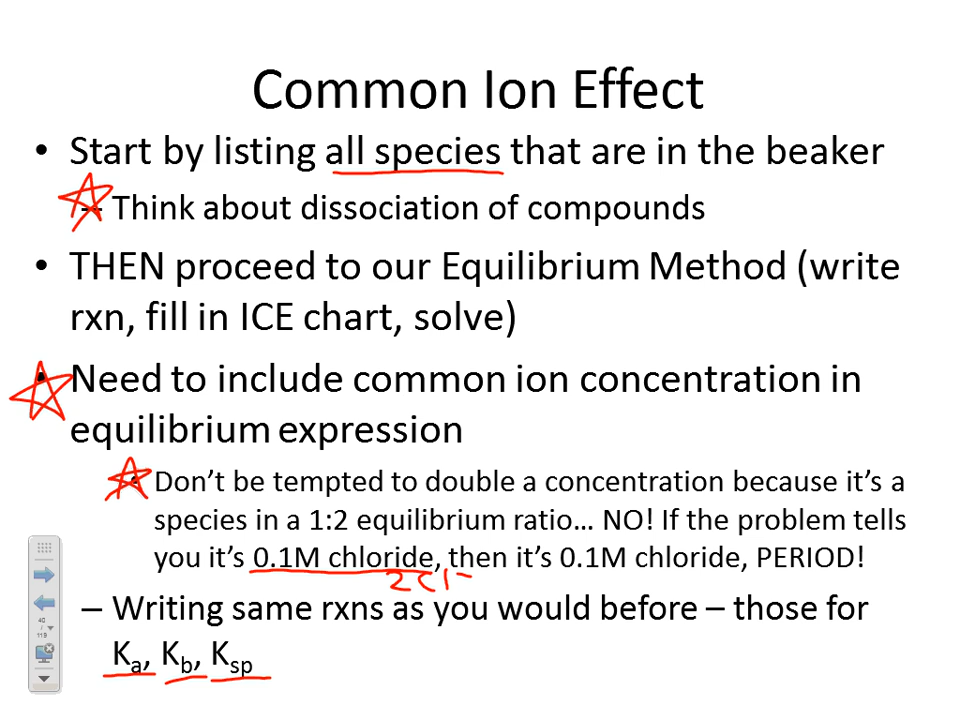 Common Ion Effect
• Start by listing all species that are in the beaker
– Think about dissociation of compounds
• THEN proceed to our Equilibrium Method (write
rxn, fill in ICE chart, solve)
• Need to include common ion concentration in
equilibrium expression
• Don't be tempted to double a concentration because it's a
species in a 1:2 equilibrium ratio… NO! If the problem tells
you it's 0.1M chloride, then it's 0.1M chloride, PERIOD!
2Cl⁻
– Writing same rxns as you would before – those for
Kₐ, K_b, K_sp
40
/
119